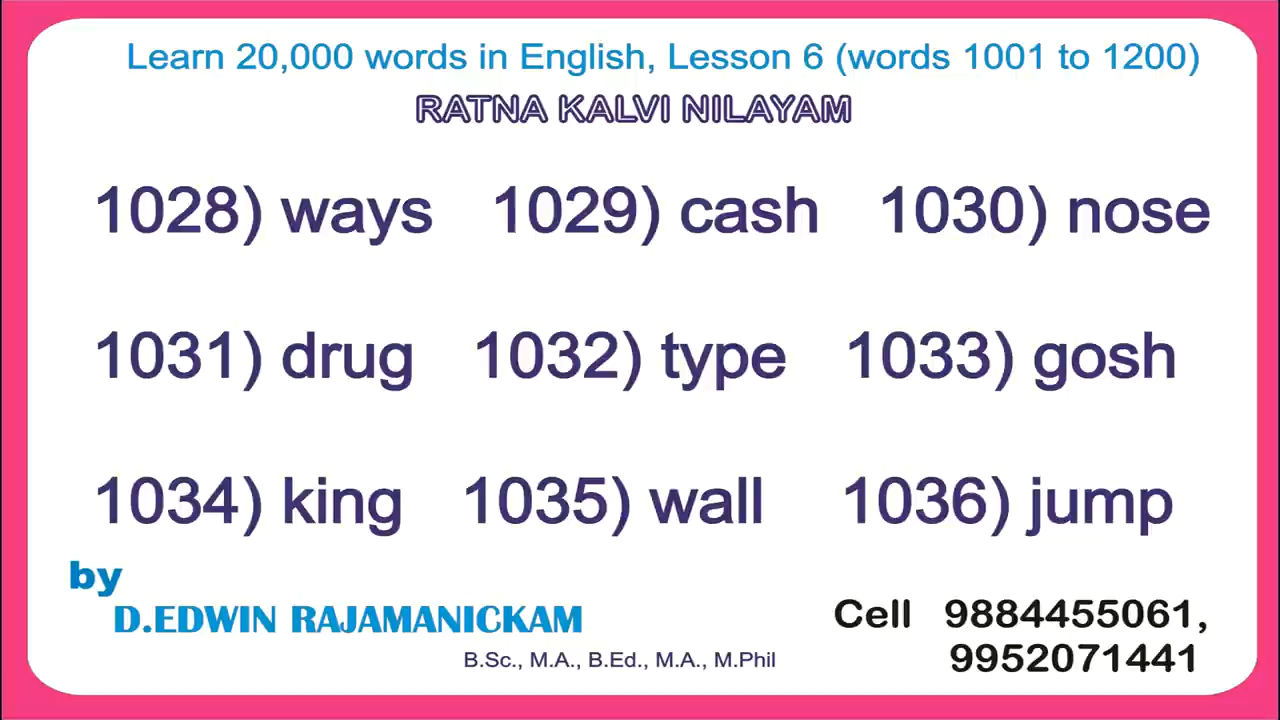 Learn 20,000 words in English, Lesson 6 (words 1001 to 1200)
RATNA KALVI NILAYAM
1028) ways 1029) cash 1030) nose
1031) drug 1032) type 1033) gosh
1034) king 1035) wall 1036) jump
by
D.EDWIN RAJAMANICKAM
B.Sc., M.A., B.Ed., M.A., M.Phil
Cell 9884455061,
9952071441